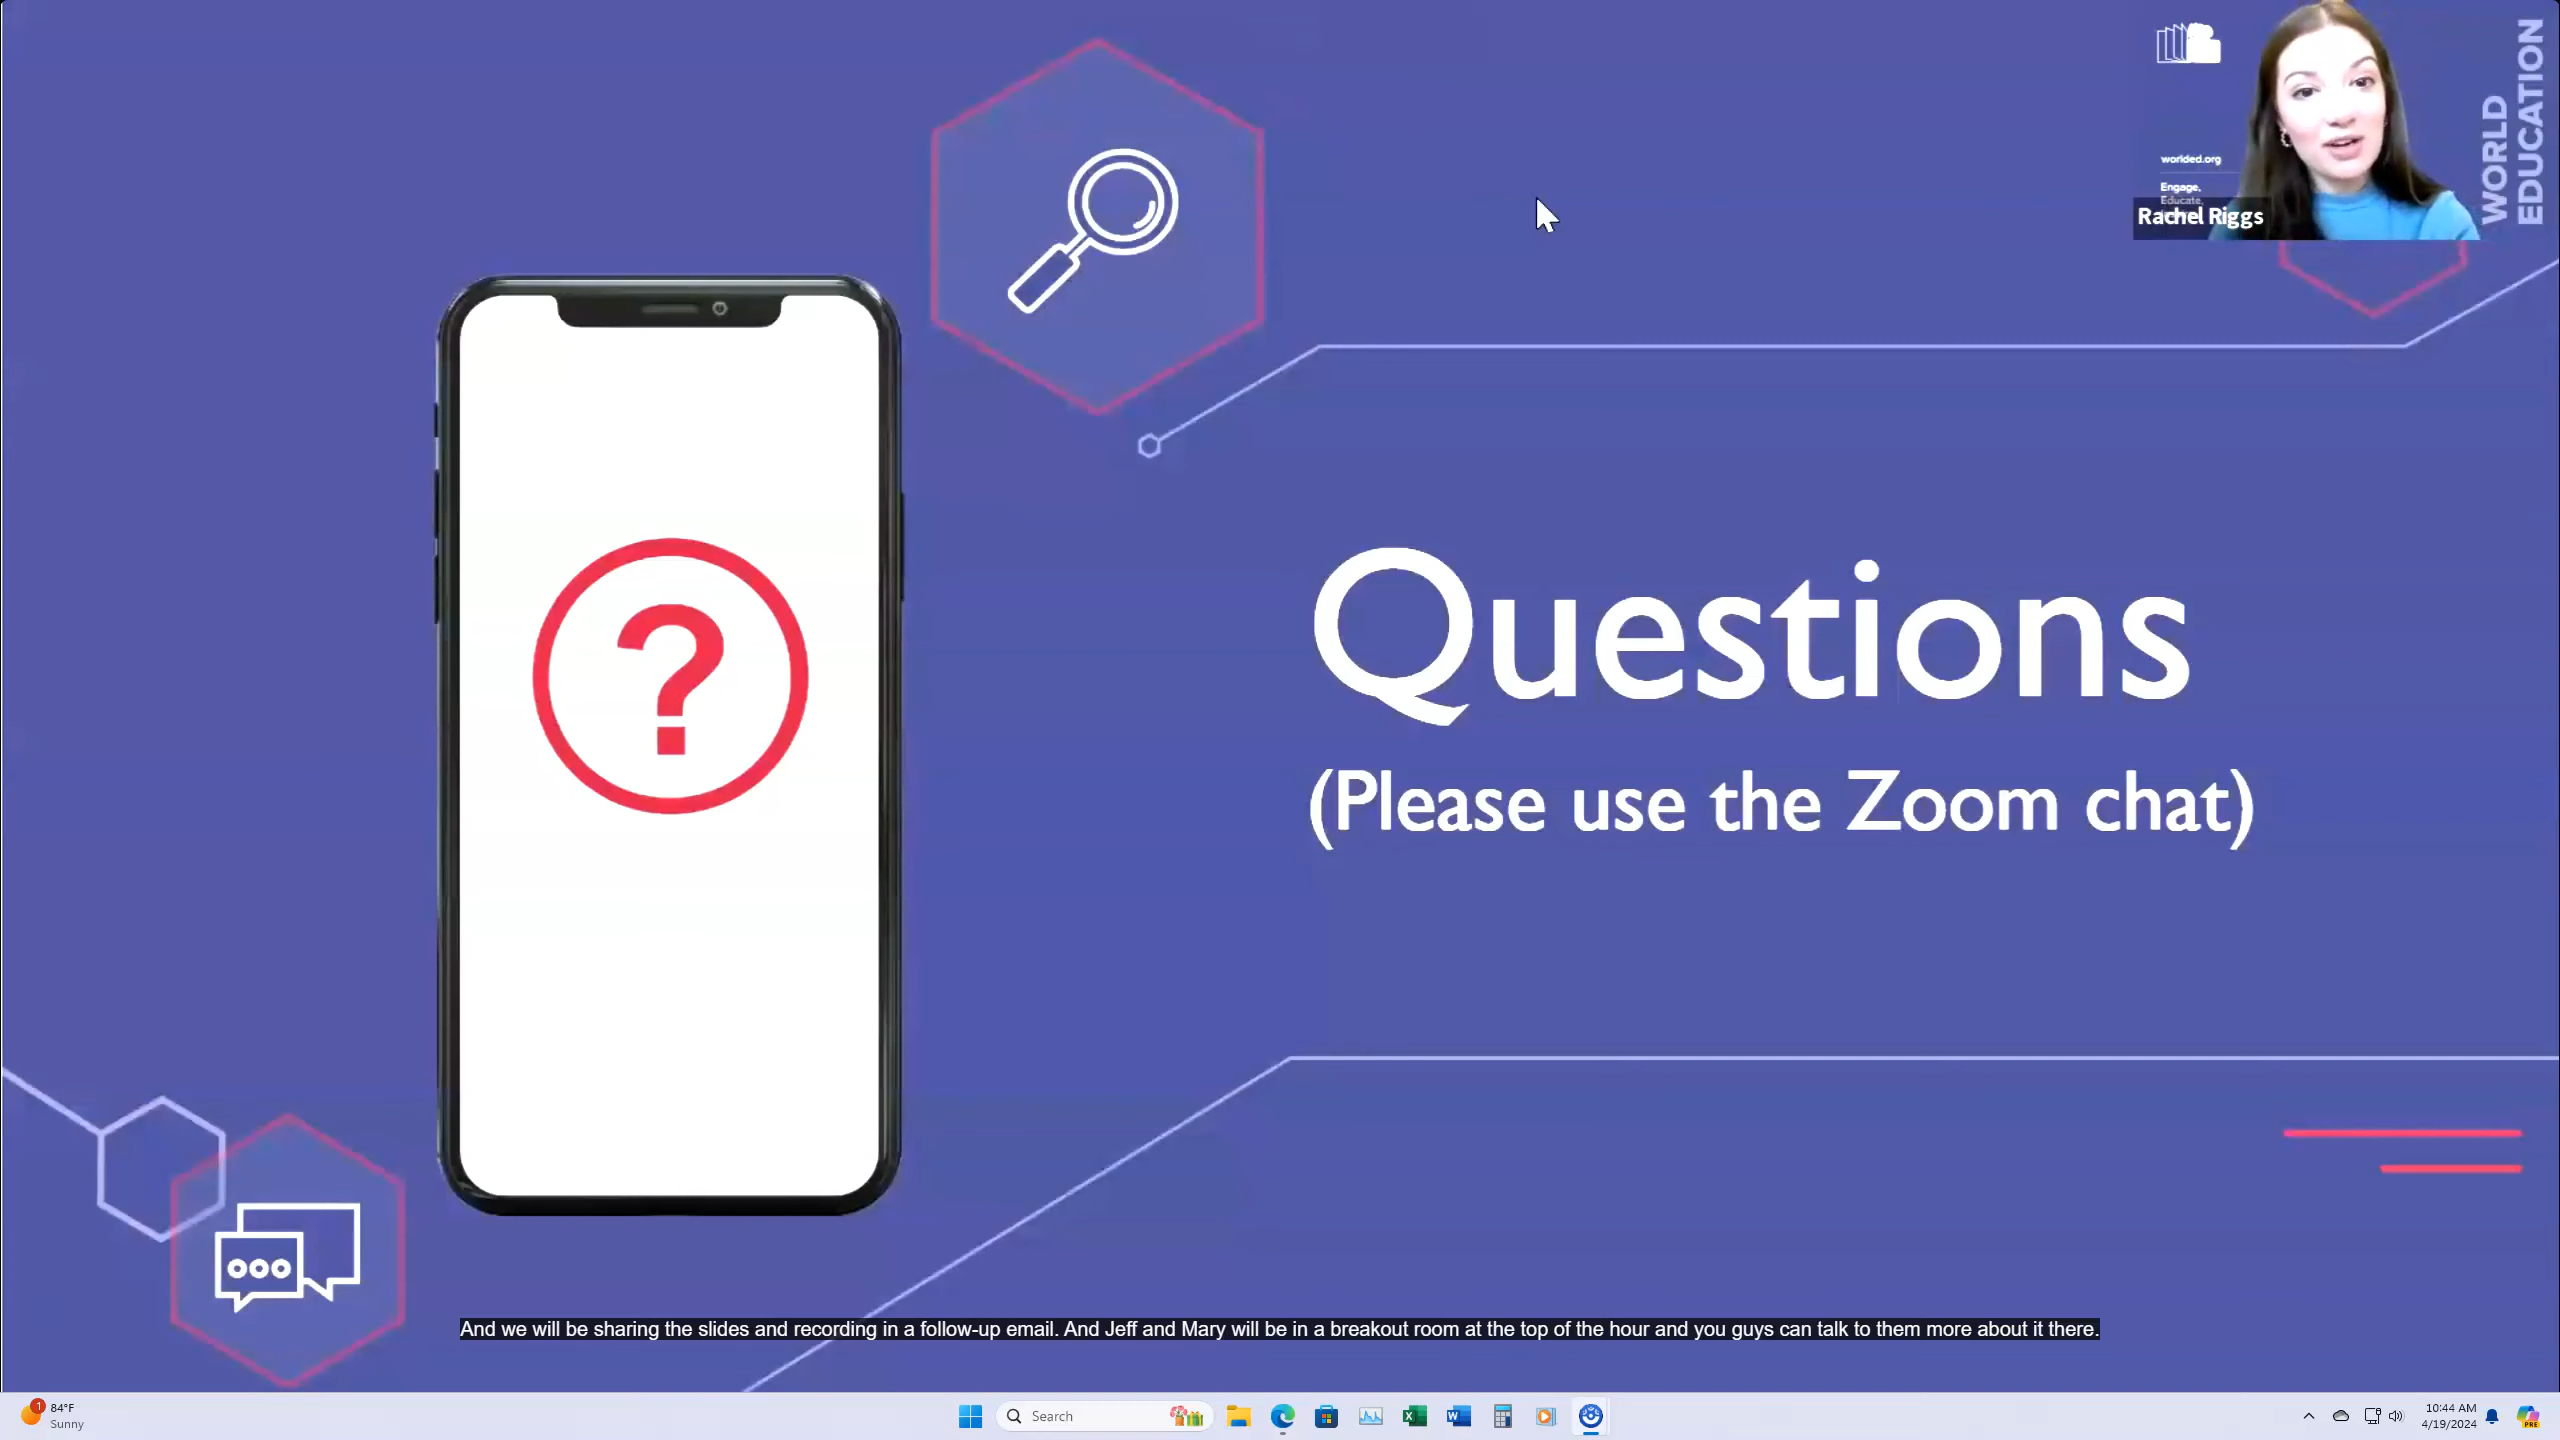 WORLD
EDUCATION
worlded.org
Engage,
Educate,
Rachel Riggs
?
Questions
(Please use the Zoom chat)
And we will be sharing the slides and recording in a follow-up email. And Jeff and Mary will be in a breakout room at the top of the hour and you guys can talk to them more about it there.
1
84°F
Sunny
Search
10:44 AM
4/19/2024
PRE